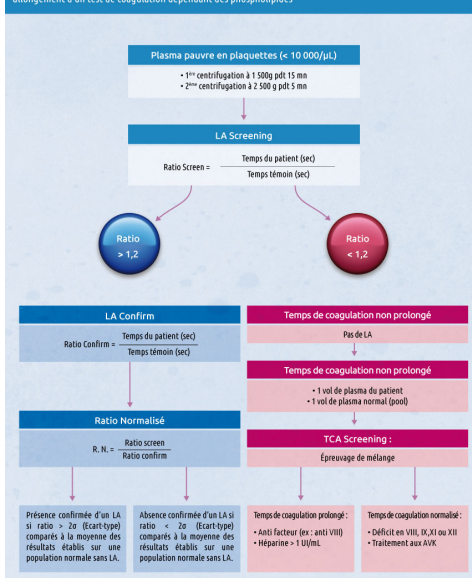 allongement d'un test de coagulation dépendant des phospholipides
Plasma pauvre en plaquettes (< 10 000/µL)
• 1ère centrifugation à 1 500g pdt 15 mn
• 2ème centrifugation à 2 500 g pdt 5 mn
LA Screening
Ratio Screen = Temps du patient (sec)
Temps témoin (sec)
Ratio
> 1,2
Ratio
< 1,2
LA Confirm
Ratio Confirm = Temps du patient (sec)
Temps témoin (sec)
Ratio Normalisé
R. N. = Ratio screen
Ratio confirm
Présence confirmée d'un LA
si ratio > 2σ (Ecart-type)
comparés à la moyenne des
résultats établis sur une
population normale sans LA.
Absence confirmée d'un LA
si ratio < 2σ (Ecart-type)
comparés à la moyenne des
résultats établis sur une
population normale sans LA.
Temps de coagulation non prolongé
Pas de LA
Temps de coagulation non prolongé
• 1 vol de plasma du patient
• 1 vol de plasma normal (pool)
TCA Screening :
Épreuvage de mélange
Temps de coagulation prolongé :
• Anti facteur (ex : anti VIII)
• Héparine > 1 UI/mL
Temps de coagulation normalisé :
• Déficit en VIII, IX,XI ou XII
• Traitement aux AVK